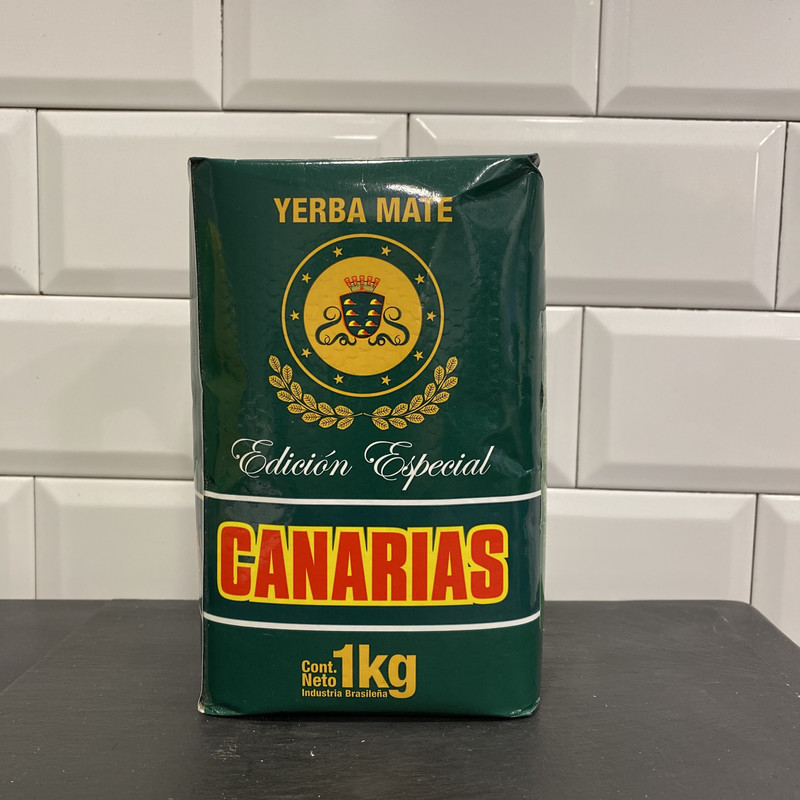 YERBA MATE
Edición Especial
CANARIAS
Cont. Neto 1kg
Industria Brasileña